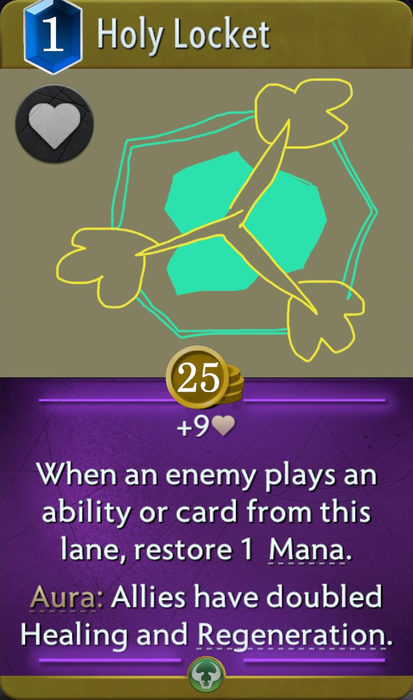 1 Holy Locket
25
+9
When an enemy plays an
ability or card from this
lane, restore 1 Mana.
Aura: Allies have doubled
Healing and Regeneration.